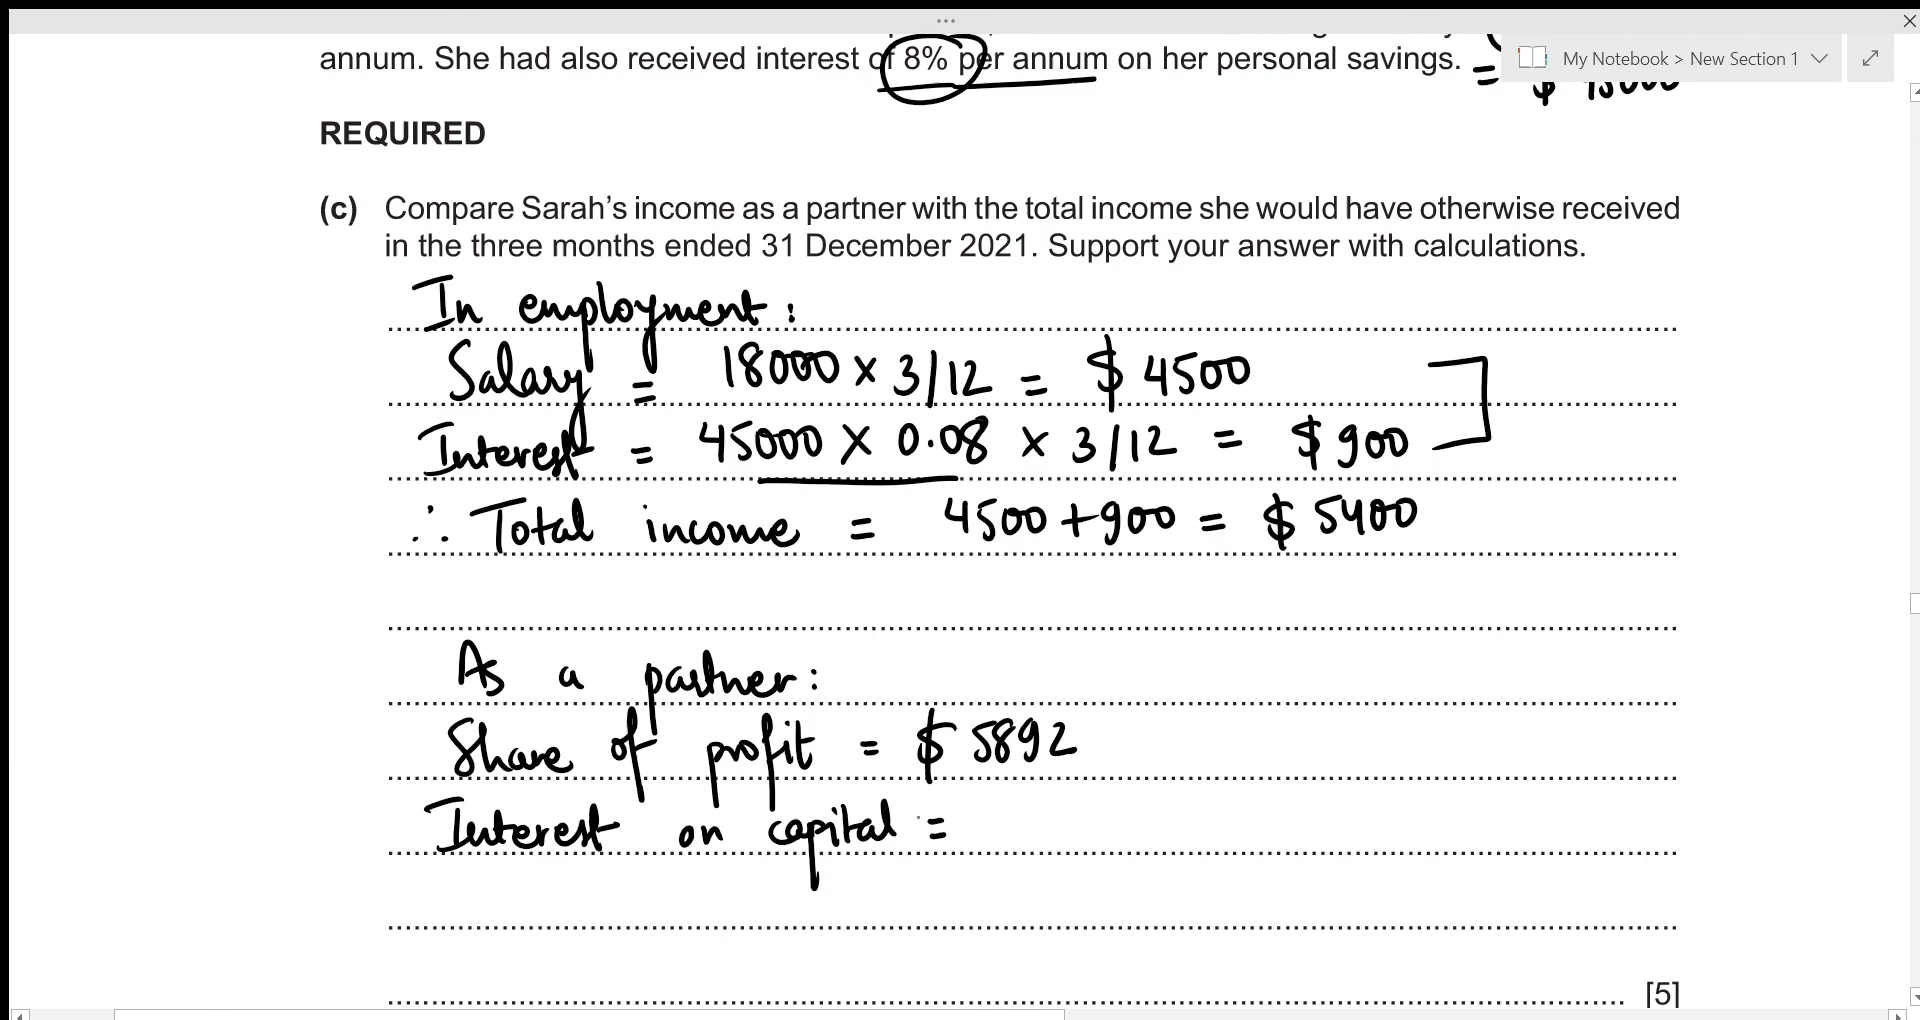 annum. She had also received interest of 8% per annum on her personal savings.
=
My Notebook > New Section 1
REQUIRED
(c) Compare Sarah's income as a partner with the total income she would have otherwise received
in the three months ended 31 December 2021. Support your answer with calculations.
In employment:
Salary = 18000 x 3/12 = $ 4500
Interest = 45000 x 0.08 x 3/12 = $ 900
∴ Total income = 4500 + 900 = $ 5400
As a partner:
Share of profit = $ 5892
Interest on capital =
[5]